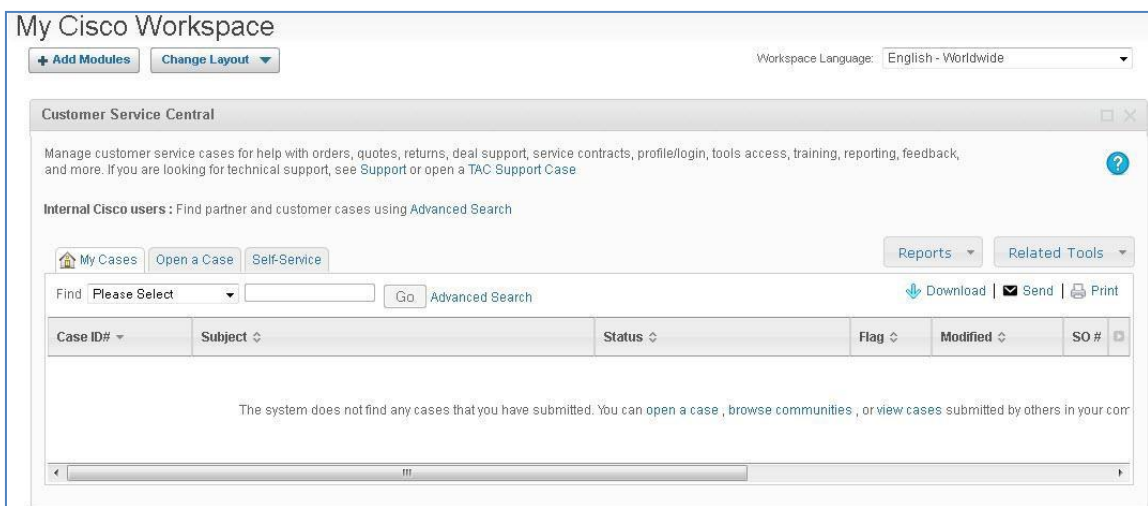 My Cisco Workspace
Add Modules Change Layout Workspace Language: English - Worldwide
Customer Service Central
Manage customer service cases for help with orders, quotes, returns, deal support, service contracts, profile/login, tools access, training, reporting, feedback,
and more. If you are looking for technical support, see Support or open a TAC Support Case
Internal Cisco users : Find partner and customer cases using Advanced Search
My Cases Open a Case Self-Service Reports Related Tools
Find Please Select Go Advanced Search Download | Send | Print
Case ID# Subject Status Flag Modified SO #
The system does not find any cases that you have submitted. You can open a case , browse communities , or view cases submitted by others in your com